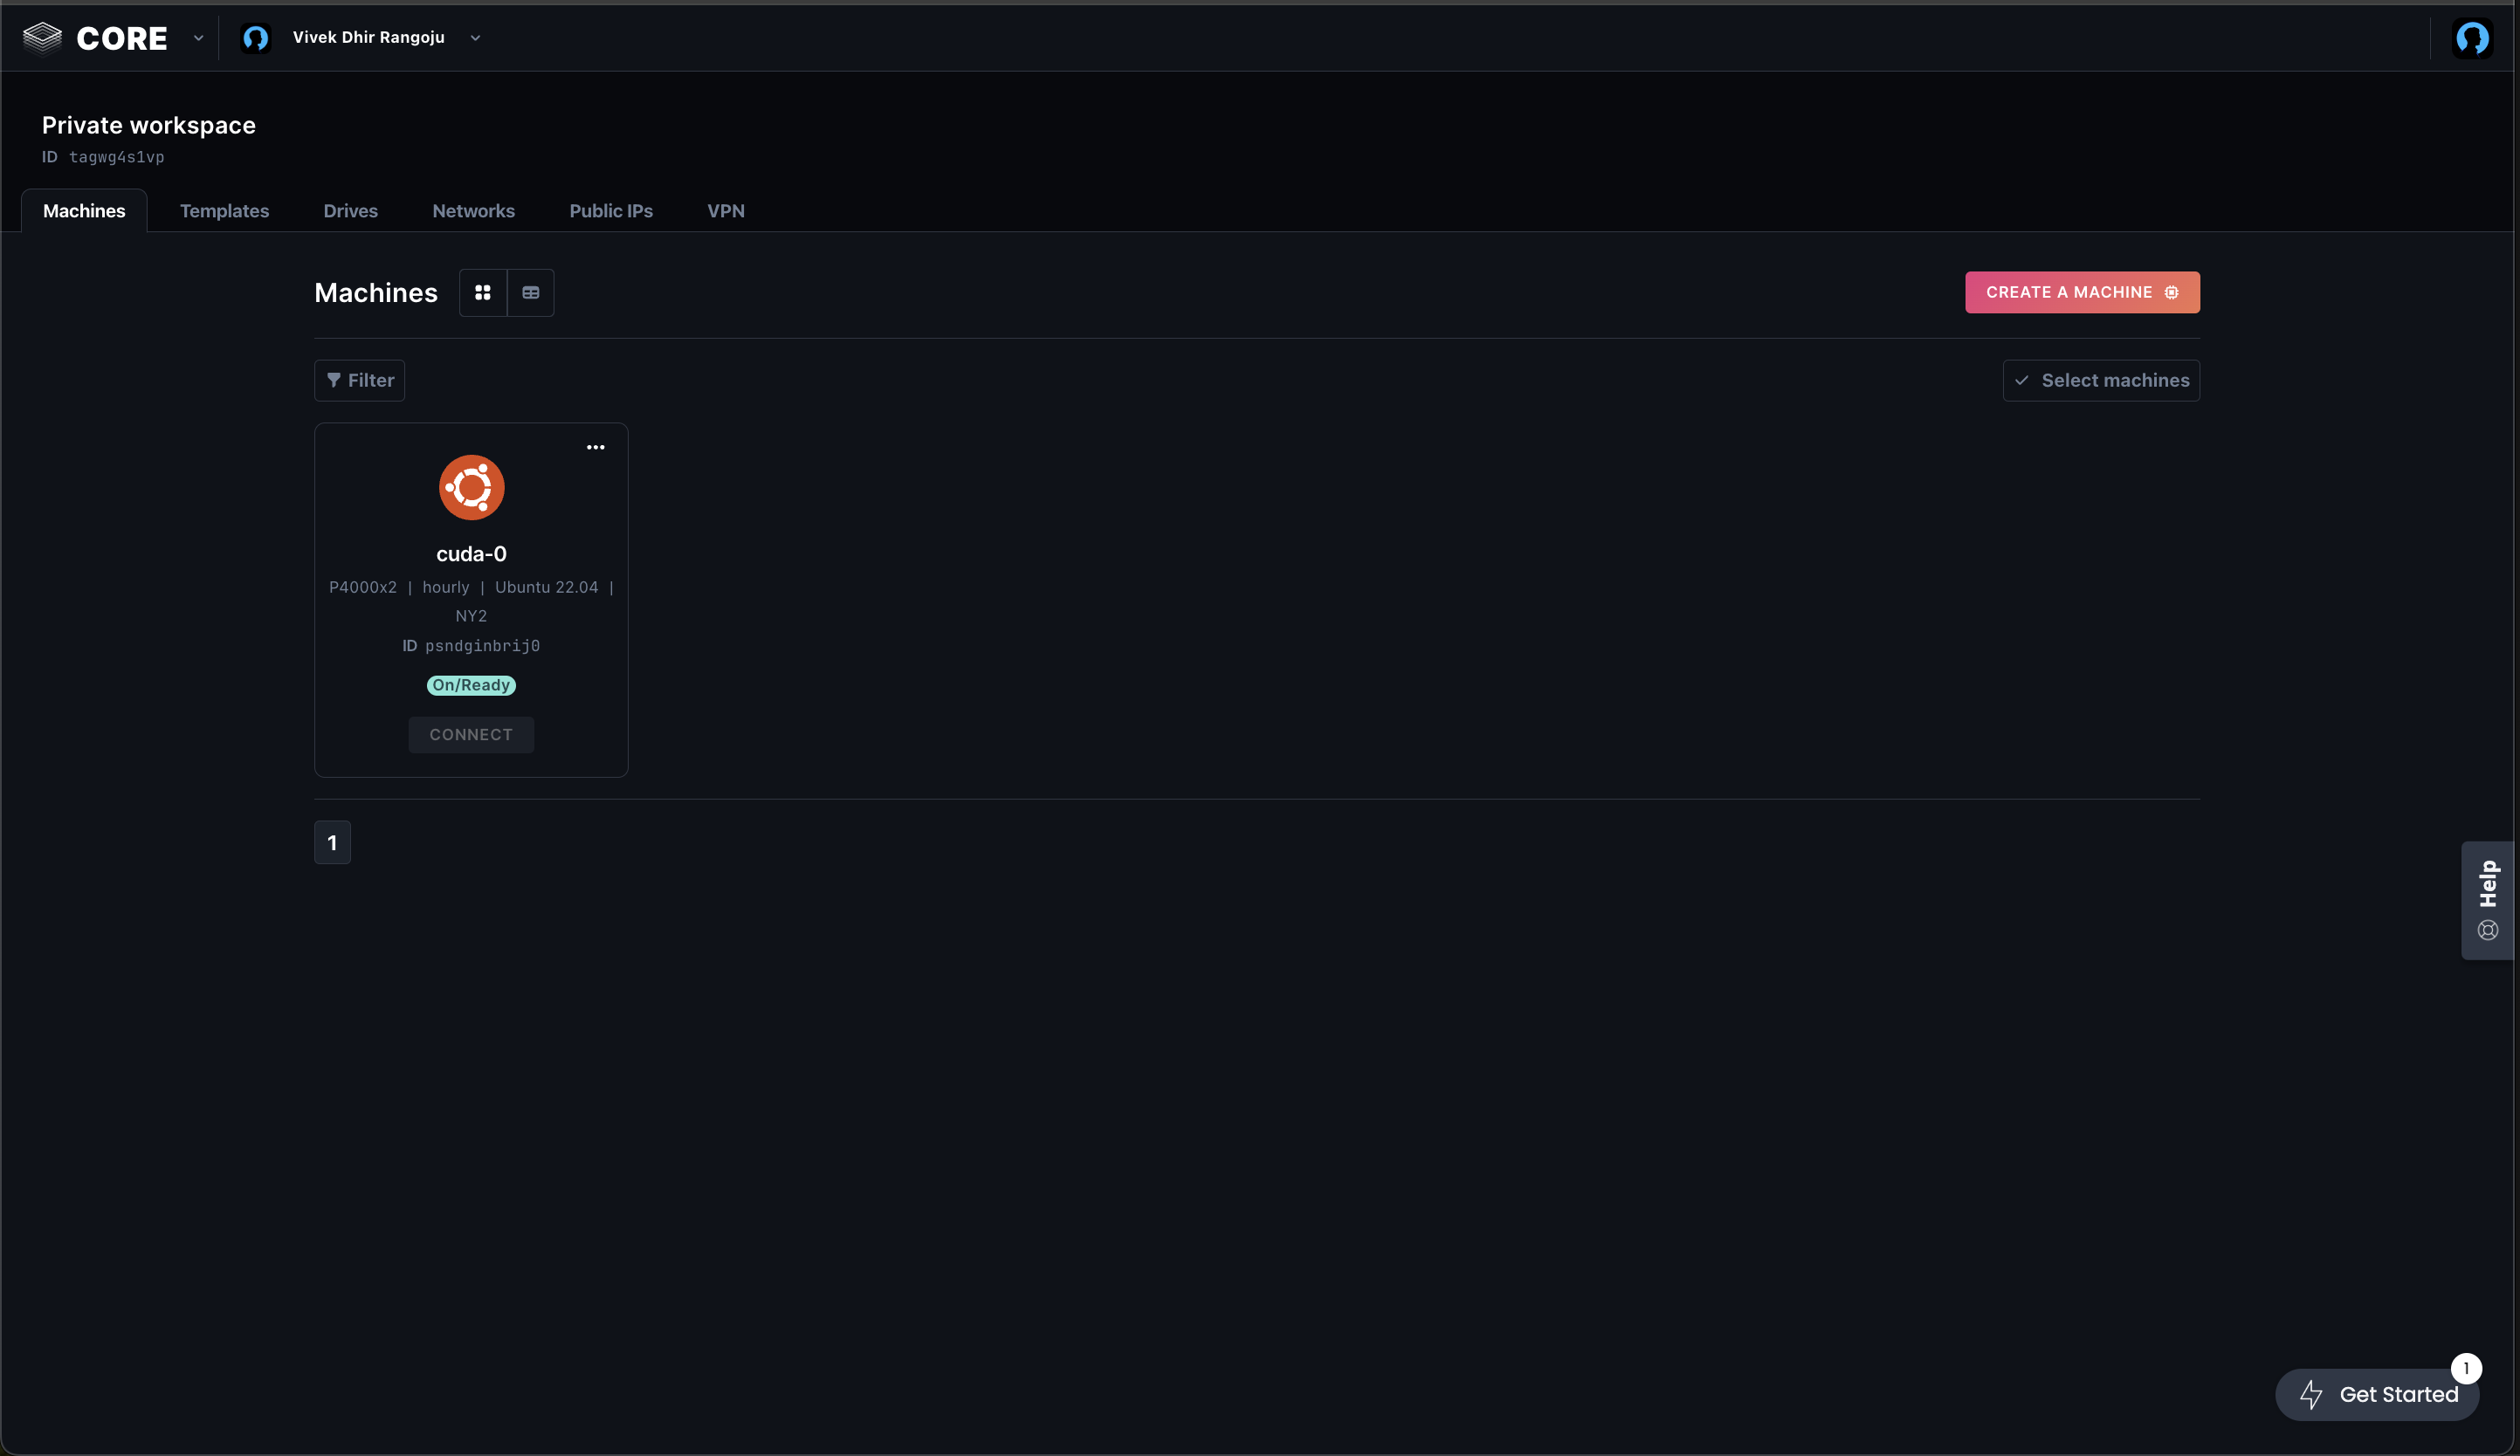 CORE
Vivek Dhir Rangoju
Private workspace
ID tagwg4s1vp
Machines Templates Drives Networks Public IPs VPN
Machines
CREATE A MACHINE
Filter
Select machines
cuda-0
P4000x2 | hourly | Ubuntu 22.04 |
NY2
ID psndginbrij0
On/Ready
CONNECT
1
Help
1
Get Started